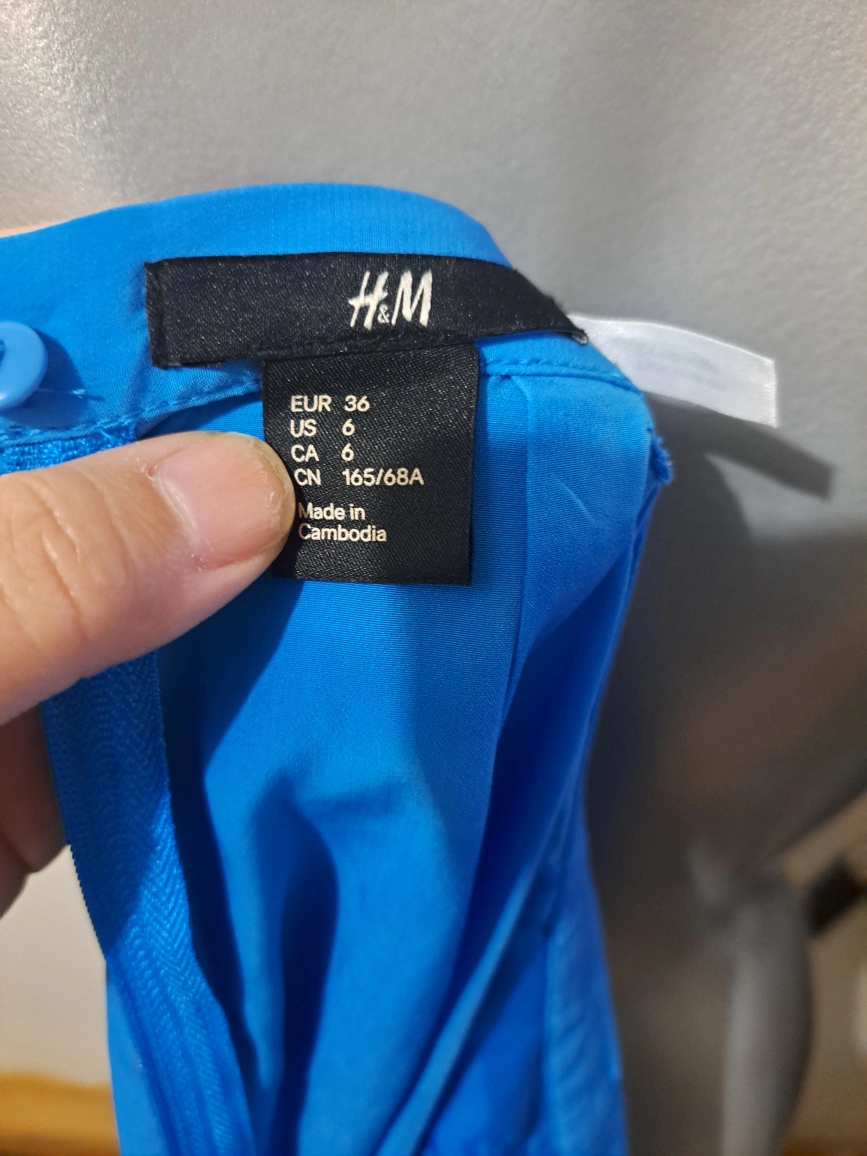 H&M
EUR 36
US 6
CA 6
CN 165/68A
Made in
Cambodia